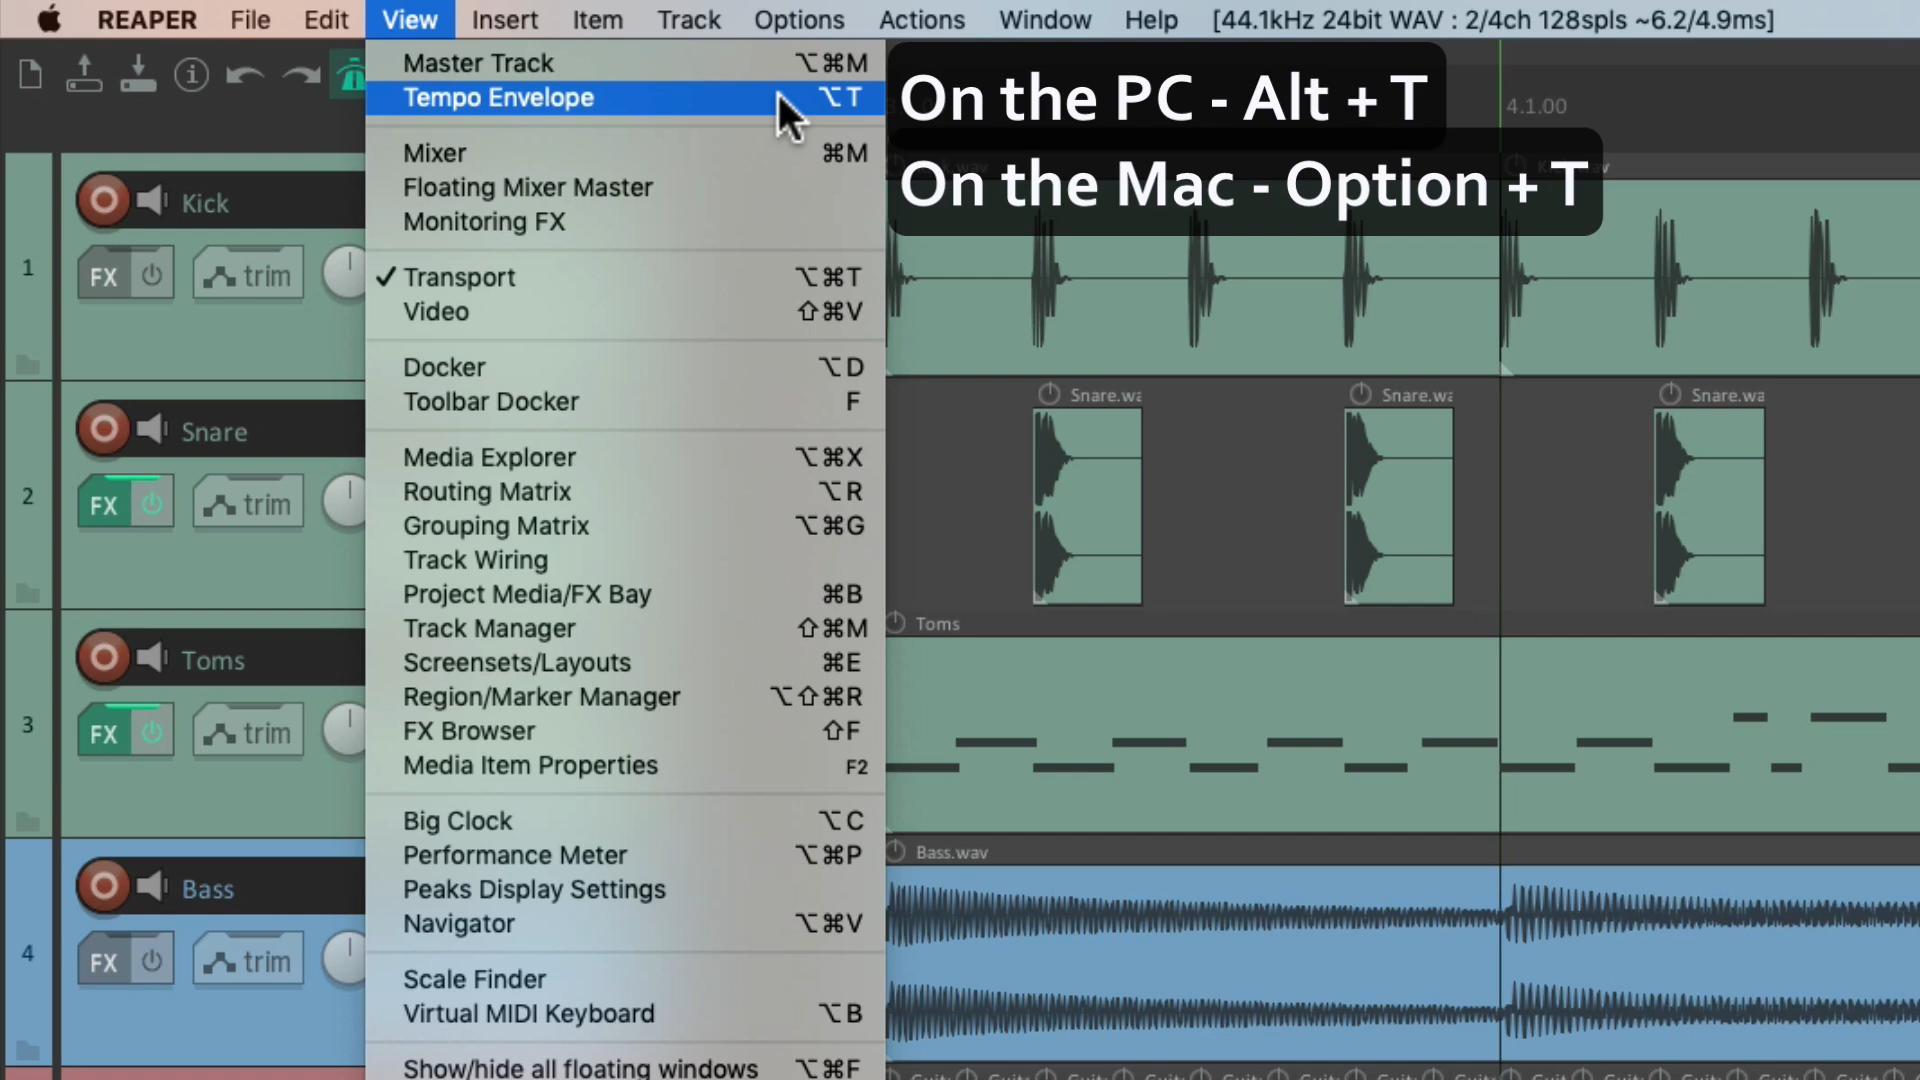 REAPER File Edit View Insert Item Track Options Actions Window Help [44.1kHz 24bit WAV : 2/4ch 128spls ~6.2/4.9ms]
Master Track ⌥⌘M
Tempo Envelope ⌥T
On the PC - Alt + T
4.1.00
On the Mac - Option + T
Mixer ⌘M
Floating Mixer Master
Monitoring FX
✓ Transport ⌥⌘T
Video ⇧⌘V
Docker ⌥D
Toolbar Docker F
Media Explorer ⌥⌘X
Routing Matrix ⌥R
Grouping Matrix ⌥⌘G
Track Wiring
Project Media/FX Bay ⌘B
Track Manager ⇧⌘M
Screensets/Layouts ⌘E
Region/Marker Manager ⌥⇧⌘R
FX Browser ⇧F
Media Item Properties F2
Big Clock ⌥C
Performance Meter ⌥⌘P
Peaks Display Settings
Navigator ⌥⌘V
Scale Finder
Virtual MIDI Keyboard ⌥B
Show/hide all floating windows ⌥⌘F
1
Kick
FX trim
2
Snare
FX trim
3
Toms
FX trim
4
Bass
FX trim
Snare.wa Snare.wa Snare.wa
Toms
Bass.wav